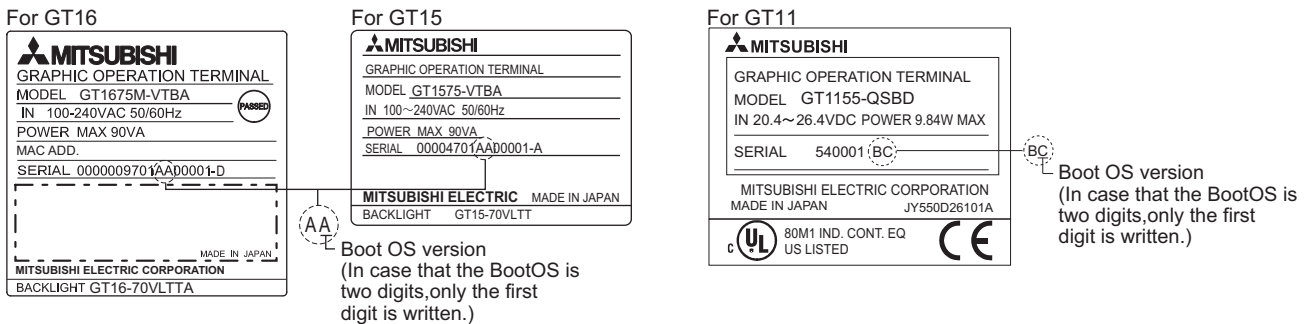 For GT16
MITSUBISHI
GRAPHIC OPERATION TERMINAL
MODEL GT1675M-VTBA
IN 100-240VAC 50/60Hz
PASSED
POWER MAX 90VA
MAC ADD.
SERIAL 0000009701AA00001-D
MADE IN JAPAN
MITSUBISHI ELECTRIC CORPORATION
BACKLIGHT GT16-70VLTTA
For GT15
MITSUBISHI
GRAPHIC OPERATION TERMINAL
MODEL GT1575-VTBA
IN 100~240VAC 50/60Hz
POWER MAX 90VA
SERIAL 00004701AA00001-A
MITSUBISHI ELECTRIC MADE IN JAPAN
BACKLIGHT GT15-70VLTT
AA
Boot OS version
(In case that the BootOS is
two digits,only the first
digit is written.)
For GT11
MITSUBISHI
GRAPHIC OPERATION TERMINAL
MODEL GT1155-QSBD
IN 20.4~26.4VDC POWER 9.84W MAX
SERIAL 540001 BC
MITSUBISHI ELECTRIC CORPORATION
MADE IN JAPAN JY550D26101A
c UL 80M1 IND. CONT. EQ
US LISTED
CE
BC
Boot OS version
(In case that the BootOS is
two digits,only the first
digit is written.)